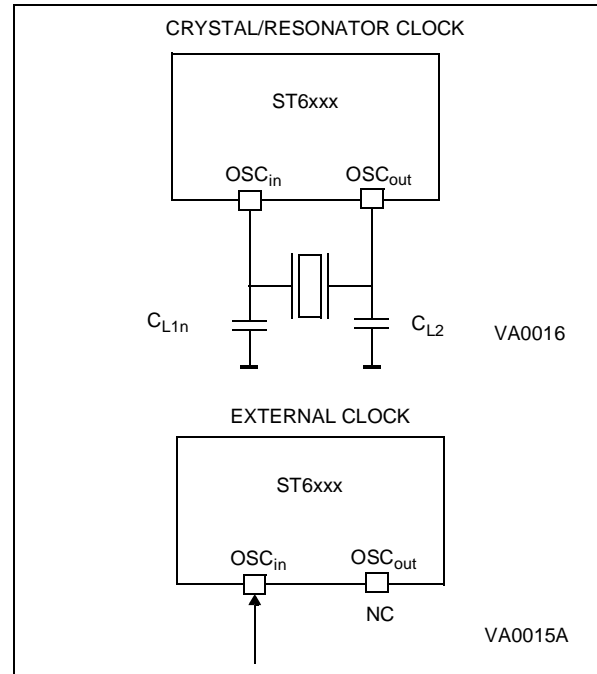 CRYSTAL/RESONATOR CLOCK
ST6xxx
OSCin OSCout
CL1n CL2
VA0016
EXTERNAL CLOCK
ST6xxx
OSCin OSCout
NC
VA0015A